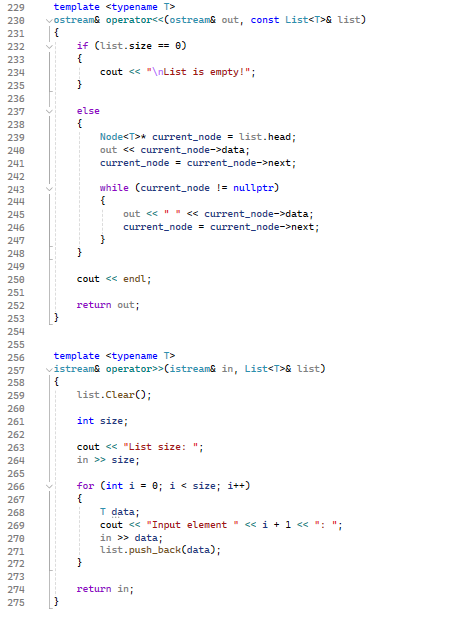 229 template <typename T>
230 ostream& operator<<(ostream& out, const List<T>& list)
231 {
232     if (list.size == 0)
233     {
234         cout << "\nList is empty!";
235     }
236
237     else
238     {
239         Node<T>* current_node = list.head;
240         out << current_node->data;
241         current_node = current_node->next;
242
243         while (current_node != nullptr)
244         {
245             out << " " << current_node->data;
246             current_node = current_node->next;
247         }
248     }
249
250     cout << endl;
251
252     return out;
253 }
254
255
256 template <typename T>
257 istream& operator>>(istream& in, List<T>& list)
258 {
259     list.Clear();
260
261     int size;
262
263     cout << "List size: ";
264     in >> size;
265
266     for (int i = 0; i < size; i++)
267     {
268         T data;
269         cout << "Input element " << i + 1 << ": ";
270         in >> data;
271         list.push_back(data);
272     }
273
274     return in;
275 }